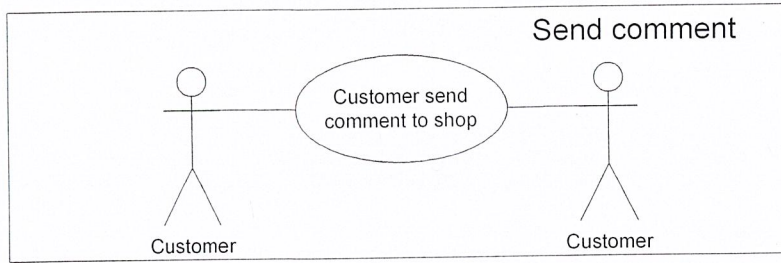 Send comment
Customer send
comment to shop
Customer
Customer